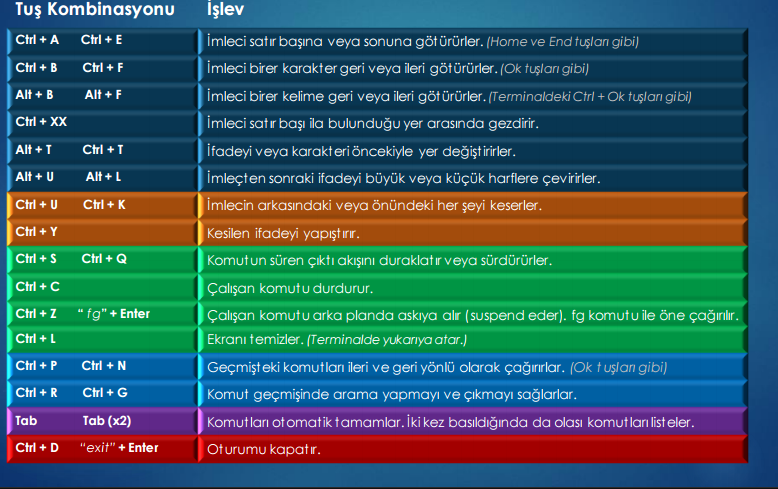 Tuş Kombinasyonu İşlev
Ctrl + A Ctrl + E İmleci satır başına veya sonuna götürürler. (Home ve End tuşları gibi)
Ctrl + B Ctrl + F İmleci birer karakter geri veya ileri götürürler. (Ok tuşları gibi)
Alt + B Alt + F İmleci birer kelime geri veya ileri götürürler. (Terminaldeki Ctrl + Ok tuşları gibi)
Ctrl + XX İmleci satır başı ila bulunduğu yer arasında gezdirir.
Alt + T Ctrl + T İfadeyi veya karakteri öncekiyle yer değiştirirler.
Alt + U Alt + L İmleçten sonraki ifadeyi büyük veya küçük harflere çevirirler.
Ctrl + U Ctrl + K İmlecin arkasındaki veya önündeki her şeyi keserler.
Ctrl + Y Kesilen ifadeyi yapıştırır.
Ctrl + S Ctrl + Q Komutun süren çıktı akışını duraklatır veya sürdürürler.
Ctrl + C Çalışan komutu durdurur.
Ctrl + Z “ fg” + Enter Çalışan komutu arka planda askıya alır (suspend eder). fg komutu ile öne çağırılır.
Ctrl + L Ekranı temizler. (Terminalde yukarıya atar.)
Ctrl + P Ctrl + N Geçmişteki komutları ileri ve geri yönlü olarak çağırırlar. (Ok tuşları gibi)
Ctrl + R Ctrl + G Komut geçmişinde arama yapmayı ve çıkmayı sağlarlar.
Tab Tab (x2) Komutları otomatik tamamlar. İki kez basıldığında da olası komutları listeler.
Ctrl + D “exit” + Enter Oturumu kapatır.